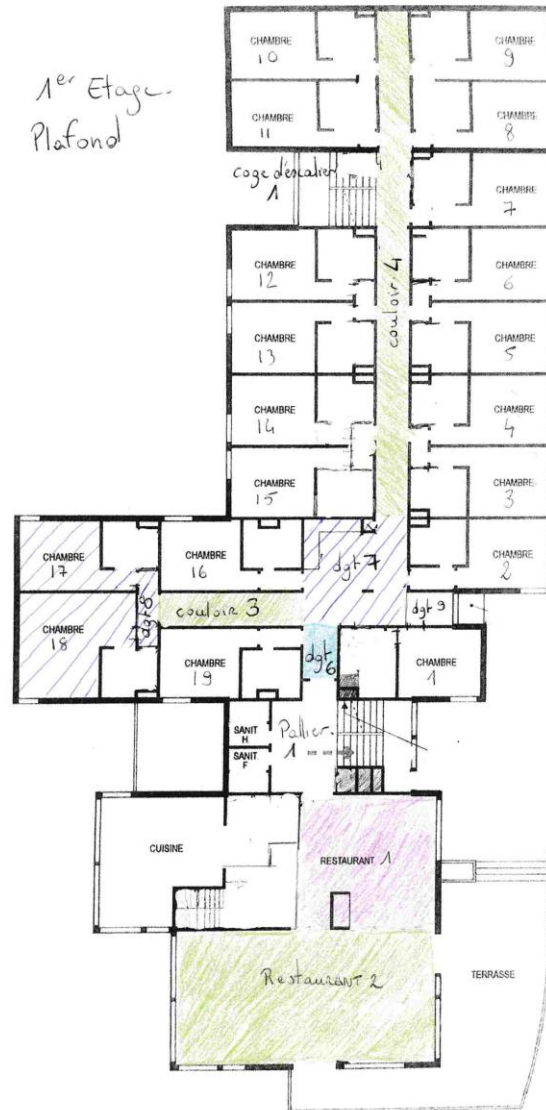 1er Etage.
Plafond
CHAMBRE
10
CHAMBRE
9
CHAMBRE
11
CHAMBRE
8
cage d'escalier
1
CHAMBRE
7
CHAMBRE
12
CHAMBRE
6
couloir 4
CHAMBRE
13
CHAMBRE
5
CHAMBRE
14
CHAMBRE
4
CHAMBRE
15
CHAMBRE
3
CHAMBRE
17
CHAMBRE
16
dgt 7
CHAMBRE
2
CHAMBRE
18
dgt 8
couloir 3
dgt 9
CHAMBRE
19
dgt
6
CHAMBRE
1
SANIT
H
SANIT
F
Pallier.
1
CUISINE
RESTAURANT 1
RestauRANT 2
TERRASSE